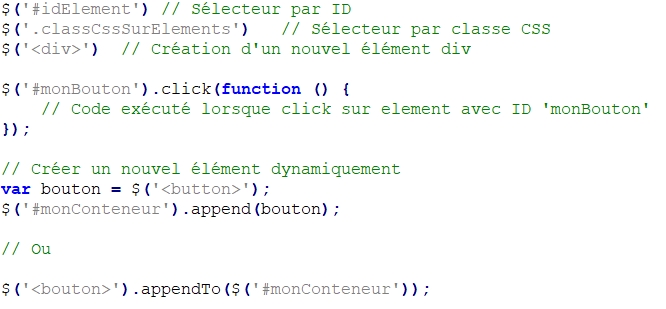 $('#idElement') // Sélecteur par ID
$('.classCssSurElements')   // Sélecteur par classe CSS
$('<div>')  // Création d'un nouvel élément div
$('#monBouton').click(function () {
    // Code exécuté lorsque click sur element avec ID 'monBouton'
});
// Créer un nouvel élément dynamiquement
var bouton = $('<button>');
$('#monConteneur').append(bouton);
// Ou
$('<bouton>').appendTo($('#monConteneur'));